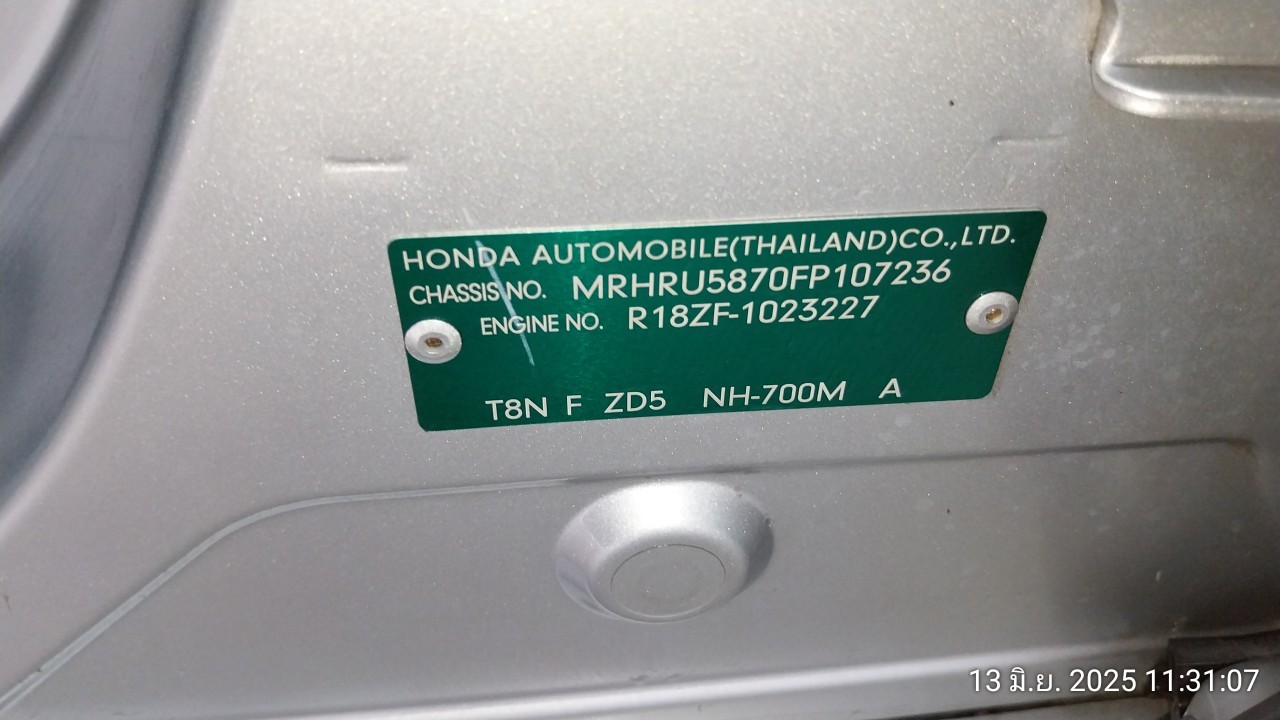 HONDA AUTOMOBILE(THAILAND)CO.,LTD.
CHASSIS NO. MRHRU5870FP107236
ENGINE NO. R18ZF-1023227
T8N F ZD5 NH-700M A
13 มิ.ย. 2025 11:31:07